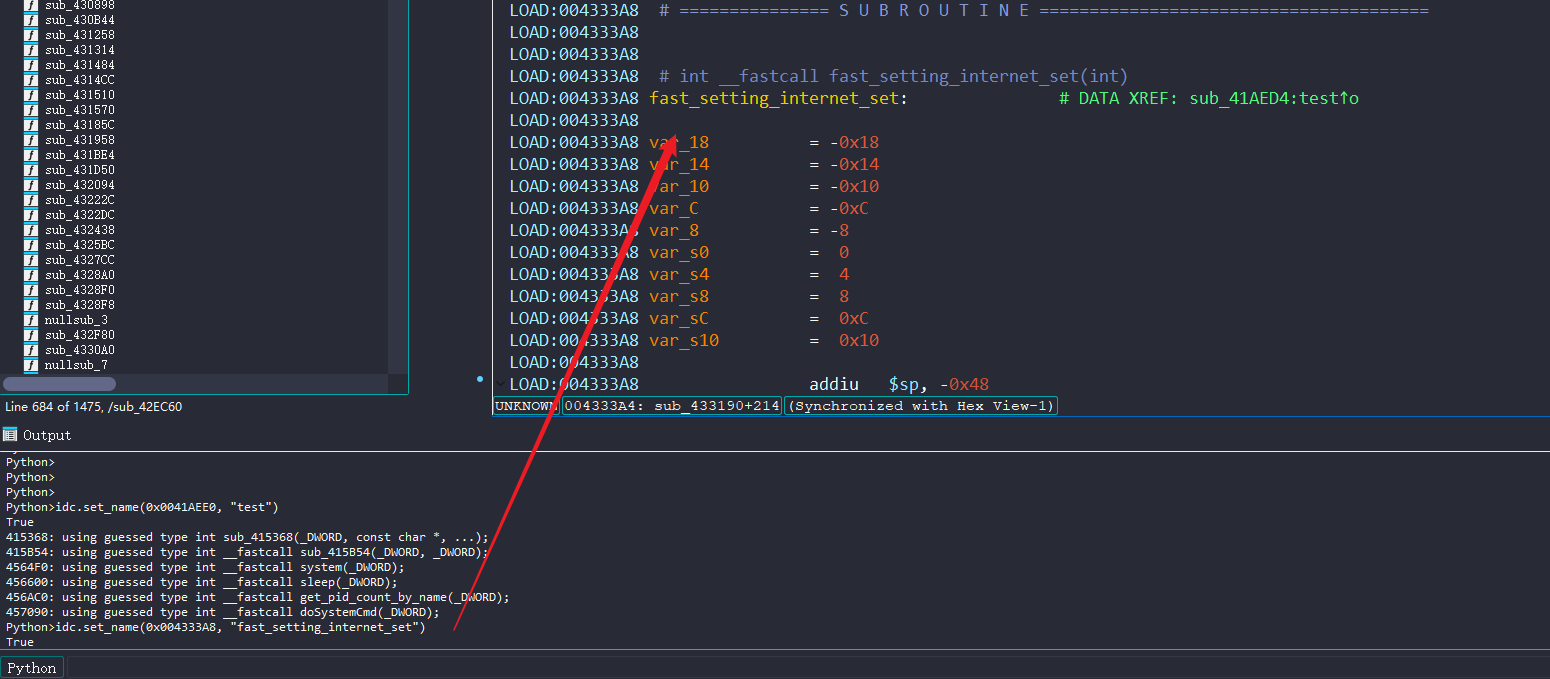 sub_430898
sub_430B44
sub_431258
sub_431314
sub_431484
sub_4314CC
sub_431510
sub_431570
sub_43185C
sub_431958
sub_431BE4
sub_431D50
sub_432094
sub_43222C
sub_4322DC
sub_432438
sub_4325BC
sub_4327CC
sub_4328A0
sub_4328F0
sub_4328F8
nullsub_3
sub_432F80
sub_4330A0
nullsub_7
Line 684 of 1475, /sub_42EC60
LOAD:004333A8 # =============== S U B R O U T I N E =======================================
LOAD:004333A8
LOAD:004333A8
LOAD:004333A8 # int __fastcall fast_setting_internet_set(int)
LOAD:004333A8 fast_setting_internet_set: # DATA XREF: sub_41AED4:test↑o
LOAD:004333A8
LOAD:004333A8 var_18 = -0x18
LOAD:004333A8 var_14 = -0x14
LOAD:004333A8 var_10 = -0x10
LOAD:004333A8 var_C = -0xC
LOAD:004333A8 var_8 = -8
LOAD:004333A8 var_s0 = 0
LOAD:004333A8 var_s4 = 4
LOAD:004333A8 var_s8 = 8
LOAD:004333A8 var_sC = 0xC
LOAD:004333A8 var_s10 = 0x10
LOAD:004333A8
LOAD:004333A8 addiu $sp, -0x48
UNKNOWN 004333A4: sub_433190+214 (Synchronized with Hex View-1)
Output
Python>
Python>
Python>
Python>idc.set_name(0x0041AEE0, "test")
True
415368: using guessed type int sub_415368(_DWORD, const char *, ...);
415B54: using guessed type int __fastcall sub_415B54(_DWORD, _DWORD);
4564F0: using guessed type int __fastcall system(_DWORD);
456600: using guessed type int __fastcall sleep(_DWORD);
456AC0: using guessed type int __fastcall get_pid_count_by_name(_DWORD);
457090: using guessed type int __fastcall doSystemCmd(_DWORD);
Python>idc.set_name(0x004333A8, "fast_setting_internet_set")
True
Python